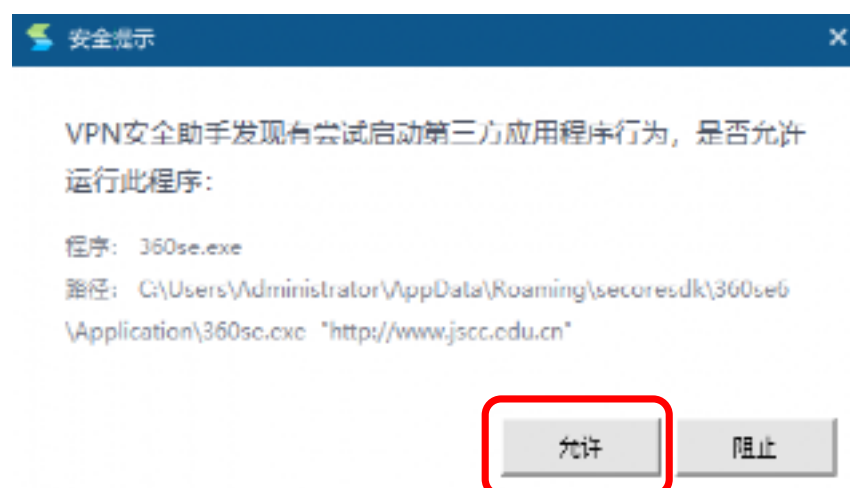 安全提示
VPN安全助手发现有尝试启动第三方应用程序行为，是否允许
运行此程序：
程序： 360se.exe
路径： C:\Users\Administrator\AppData\Roaming\secoresdk\360se6
\Application\360se.exe "http://www.jscc.edu.cn"
允许 阻止